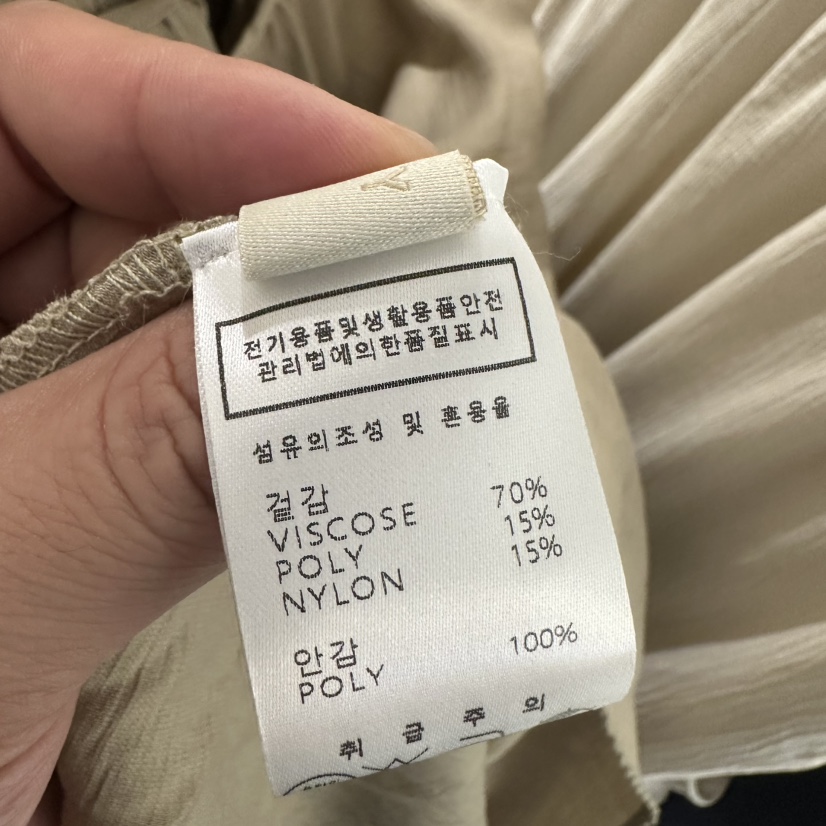 전기용품및생활용품안전
관리법에의한품질표시
섬유의조성 및 혼용율
겉감
VISCOSE 70%
POLY 15%
NYLON 15%
안감
POLY 100%
취 급 주 의